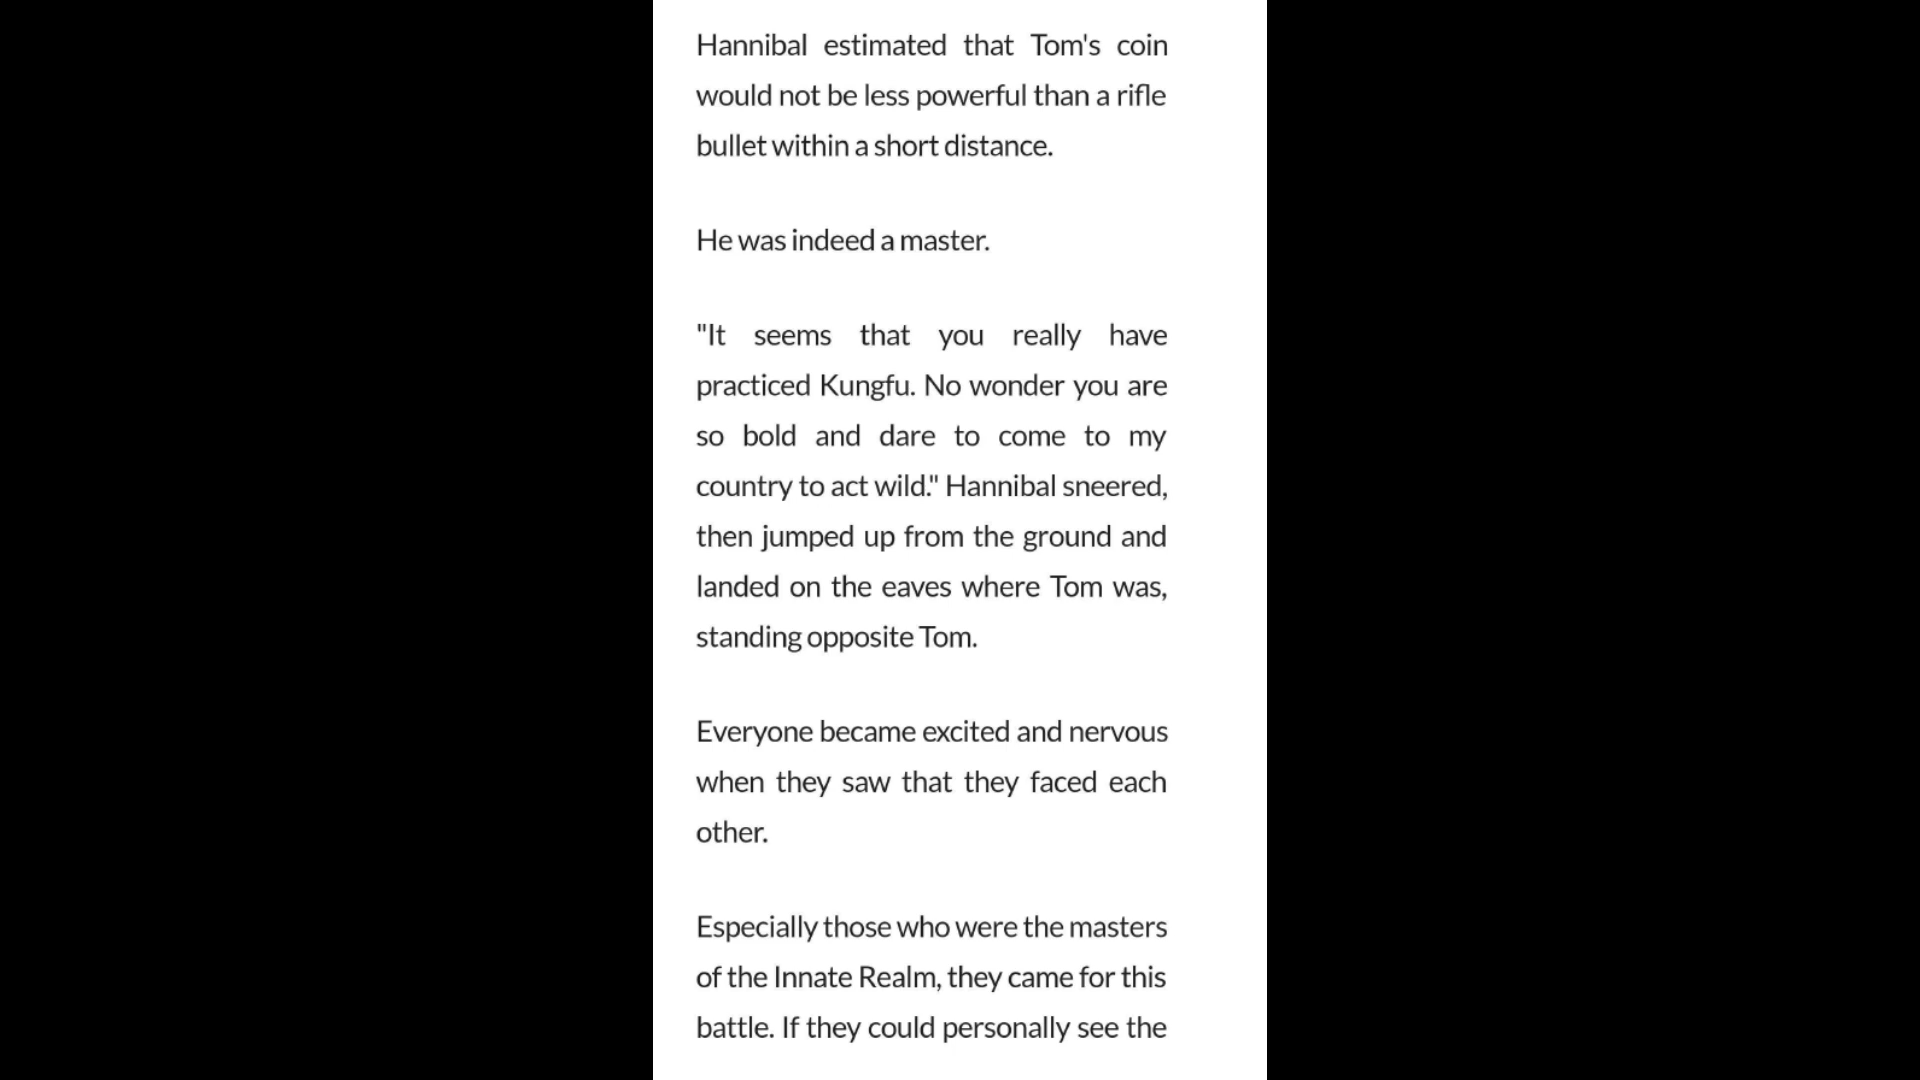 Hannibal estimated that Tom's coin
would not be less powerful than a rifle
bullet within a short distance.
He was indeed a master.
"It seems that you really have
practiced Kungfu. No wonder you are
so bold and dare to come to my
country to act wild." Hannibal sneered,
then jumped up from the ground and
landed on the eaves where Tom was,
standing opposite Tom.
Everyone became excited and nervous
when they saw that they faced each
other.
Especially those who were the masters
of the Innate Realm, they came for this
battle. If they could personally see the